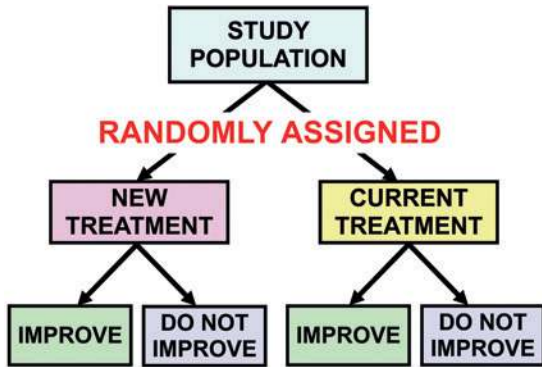 STUDY
POPULATION
RANDOMLY ASSIGNED
NEW
TREATMENT
CURRENT
TREATMENT
IMPROVE
DO NOT
IMPROVE
IMPROVE
DO NOT
IMPROVE